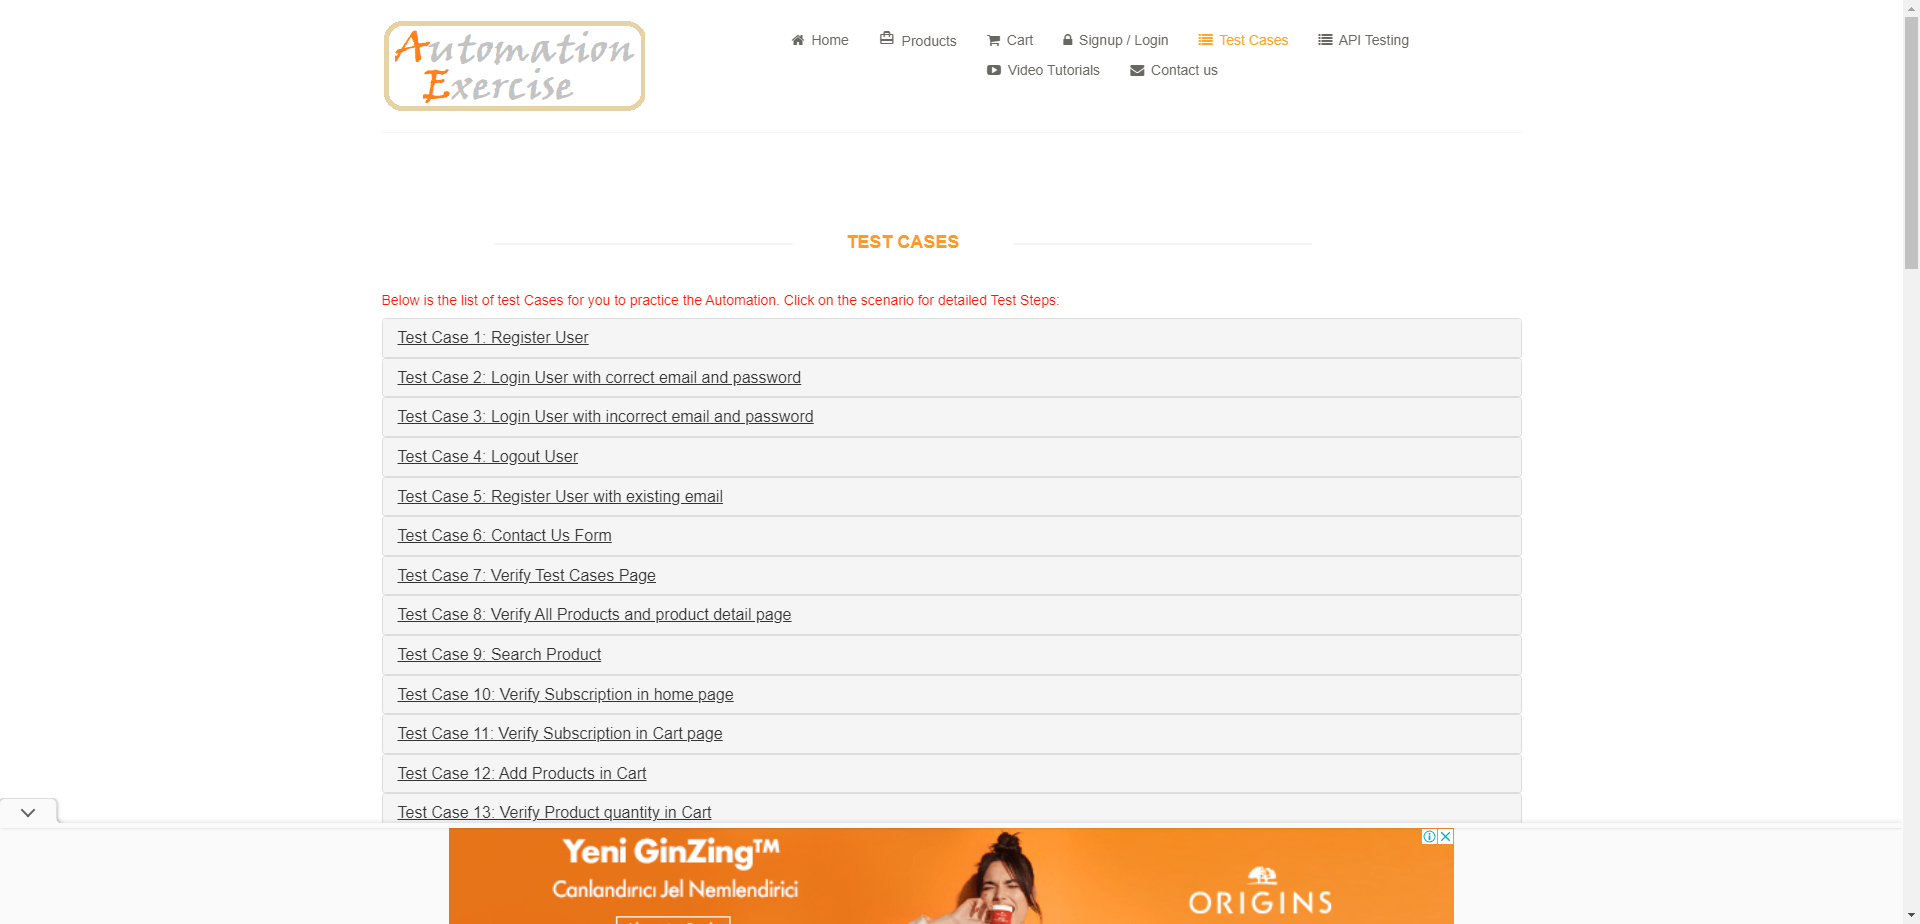 Automation
Exercise
Home
Products
Cart
Signup / Login
Test Cases
API Testing
Video Tutorials
Contact us
TEST CASES
Below is the list of test Cases for you to practice the Automation. Click on the scenario for detailed Test Steps:
Test Case 1: Register User
Test Case 2: Login User with correct email and password
Test Case 3: Login User with incorrect email and password
Test Case 4: Logout User
Test Case 5: Register User with existing email
Test Case 6: Contact Us Form
Test Case 7: Verify Test Cases Page
Test Case 8: Verify All Products and product detail page
Test Case 9: Search Product
Test Case 10: Verify Subscription in home page
Test Case 11: Verify Subscription in Cart page
Test Case 12: Add Products in Cart
Test Case 13: Verify Product quantity in Cart
Yeni GinZing™
Canlandırıcı Jel Nemlendirici
ORIGINS